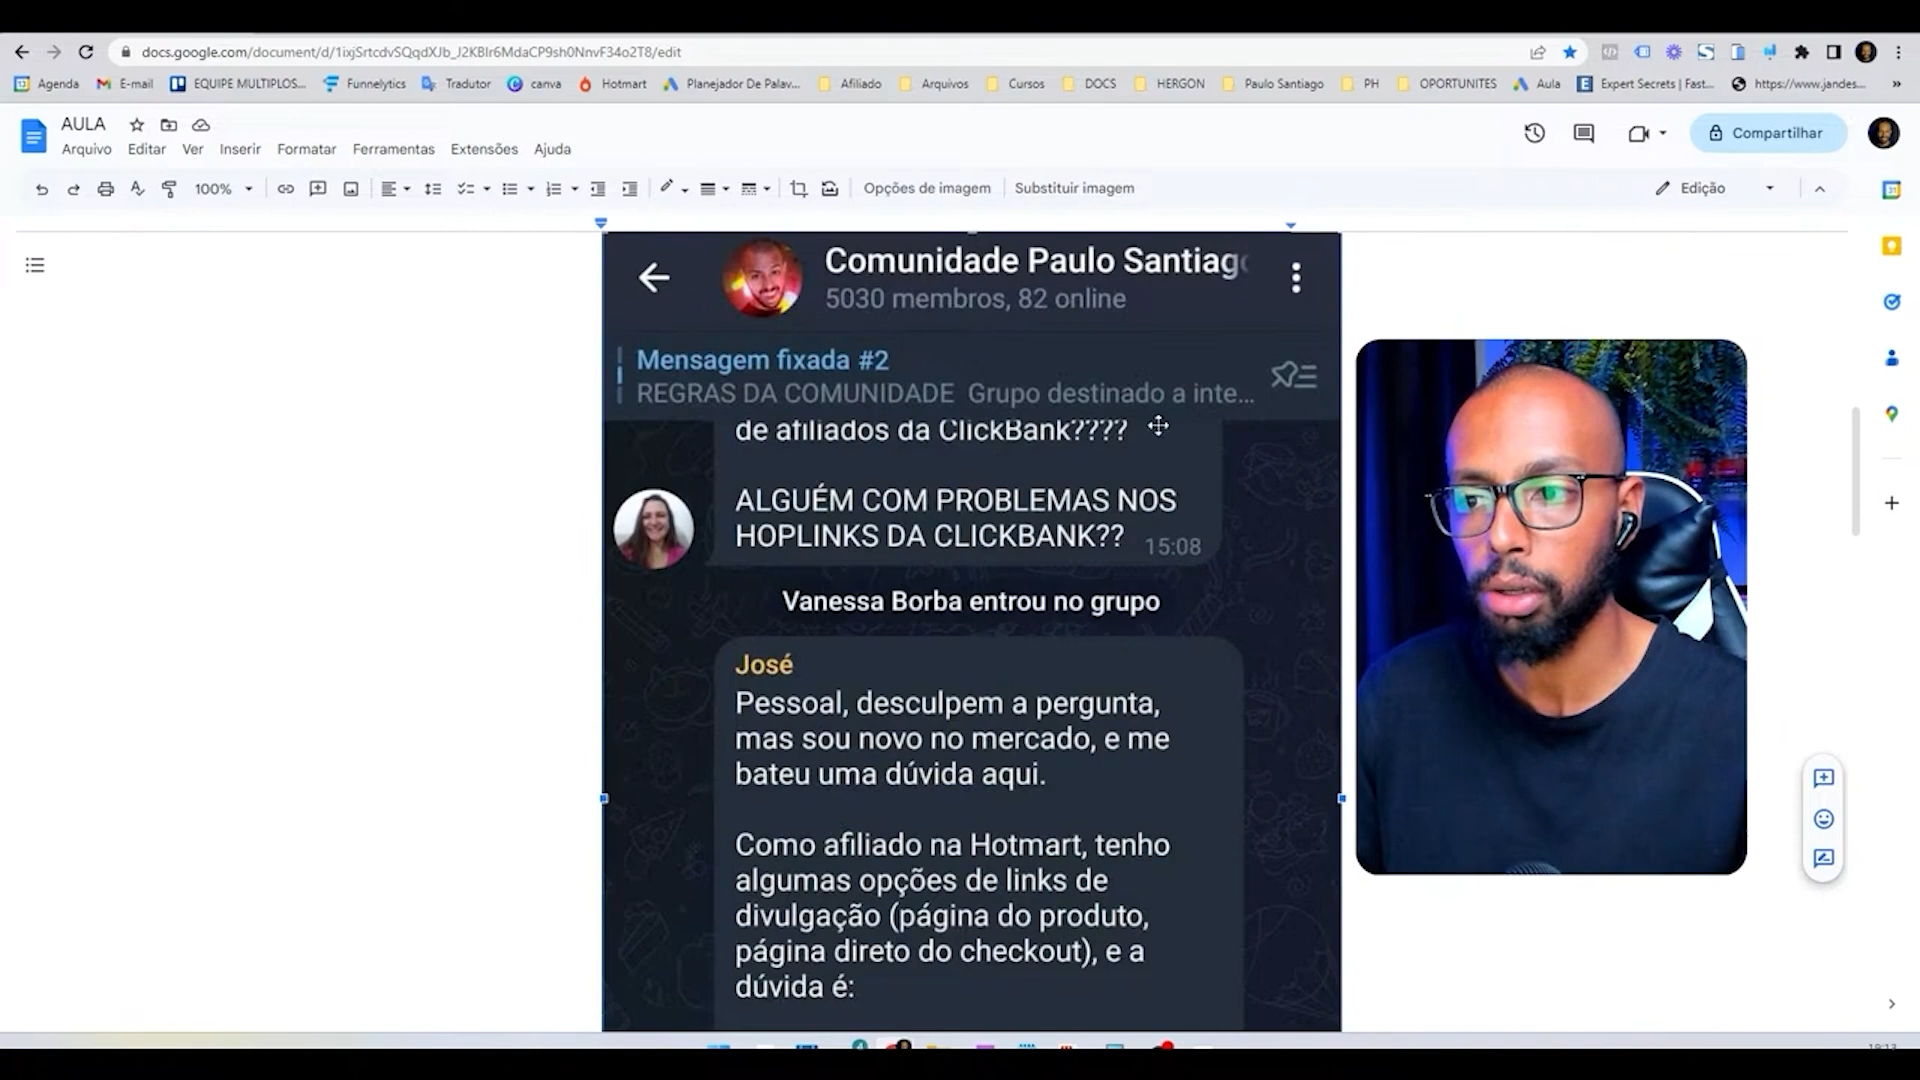 docs.google.com/document/d/1ixjSrtcdvSQqdXJb_J2KBIr6MdaCP9sh0NnvF34o2T8/edit
Agenda E-mail EQUIPE MULTIPLOS... Funnelytics Tradutor canva Hotmart Planejador De Palav... Afiliado Arquivos Cursos DOCS HERGON Paulo Santiago PH OPORTUNITES Aula Expert Secrets | Fast... https://www.jandes... »
AULA
Arquivo Editar Ver Inserir Formatar Ferramentas Extensões Ajuda
Compartilhar
100% Opções de imagem Substituir imagem Edição
Comunidade Paulo Santiag
5030 membros, 82 online
Mensagem fixada #2
REGRAS DA COMUNIDADE Grupo destinado a inte...
de afiliados da ClickBank????
ALGUÉM COM PROBLEMAS NOS
HOPLINKS DA CLICKBANK??
15:08
Vanessa Borba entrou no grupo
José
Pessoal, desculpem a pergunta,
mas sou novo no mercado, e me
bateu uma dúvida aqui.
Como afiliado na Hotmart, tenho
algumas opções de links de
divulgação (página do produto,
página direto do checkout), e a
dúvida é: